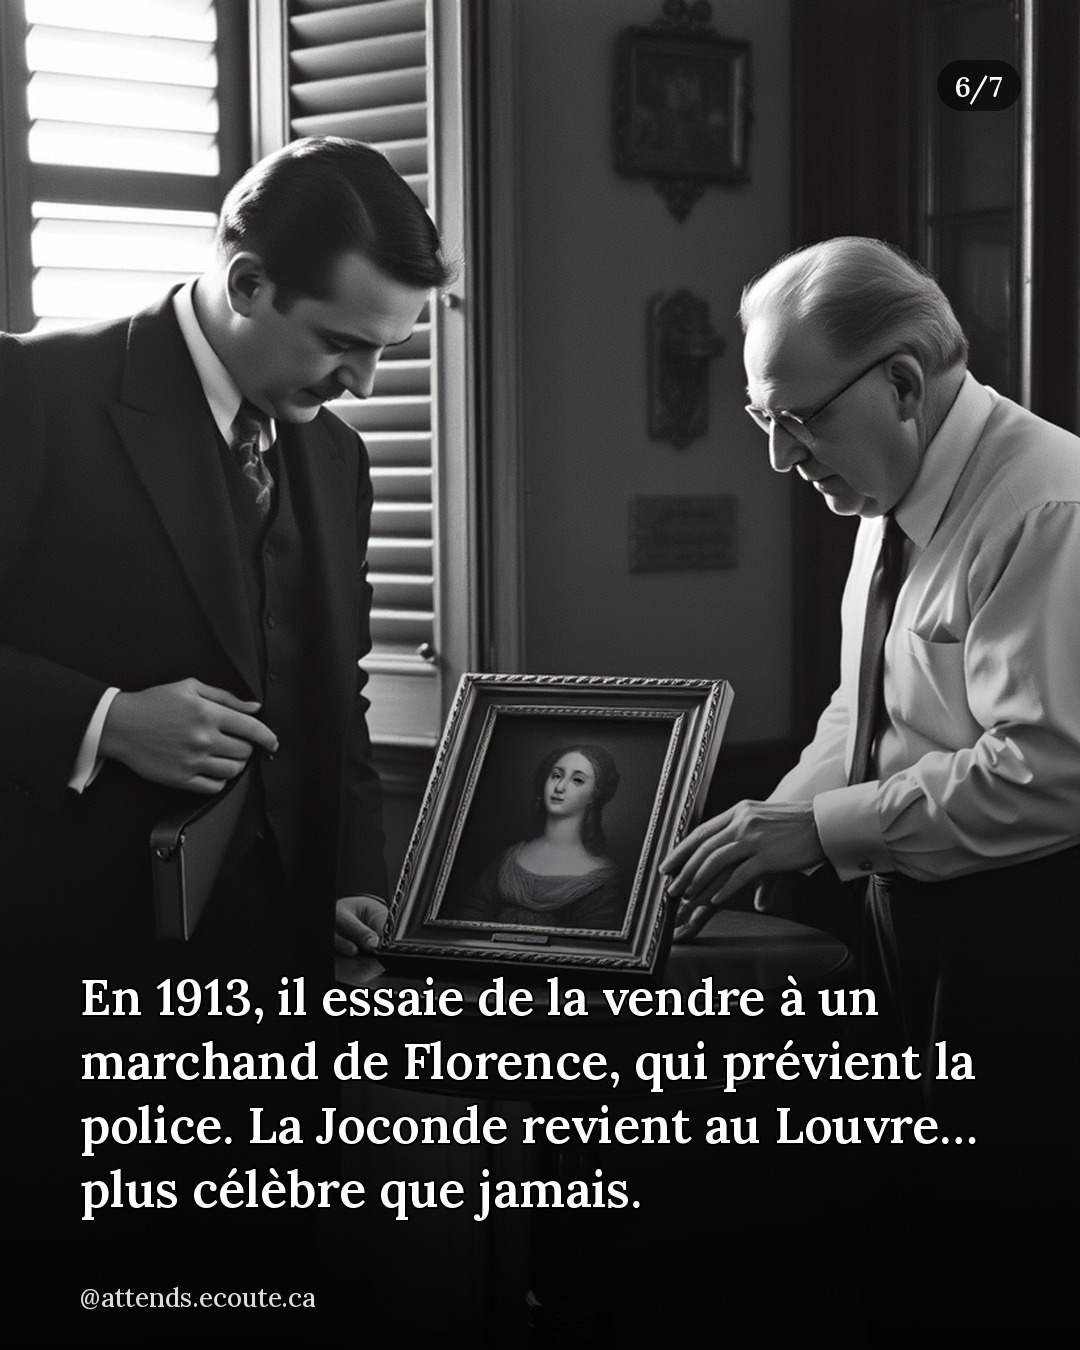 6/7
En 1913, il essaie de la vendre à un
marchand de Florence, qui prévient la
police. La Joconde revient au Louvre...
plus célèbre que jamais.
@attends.ecoute.ca